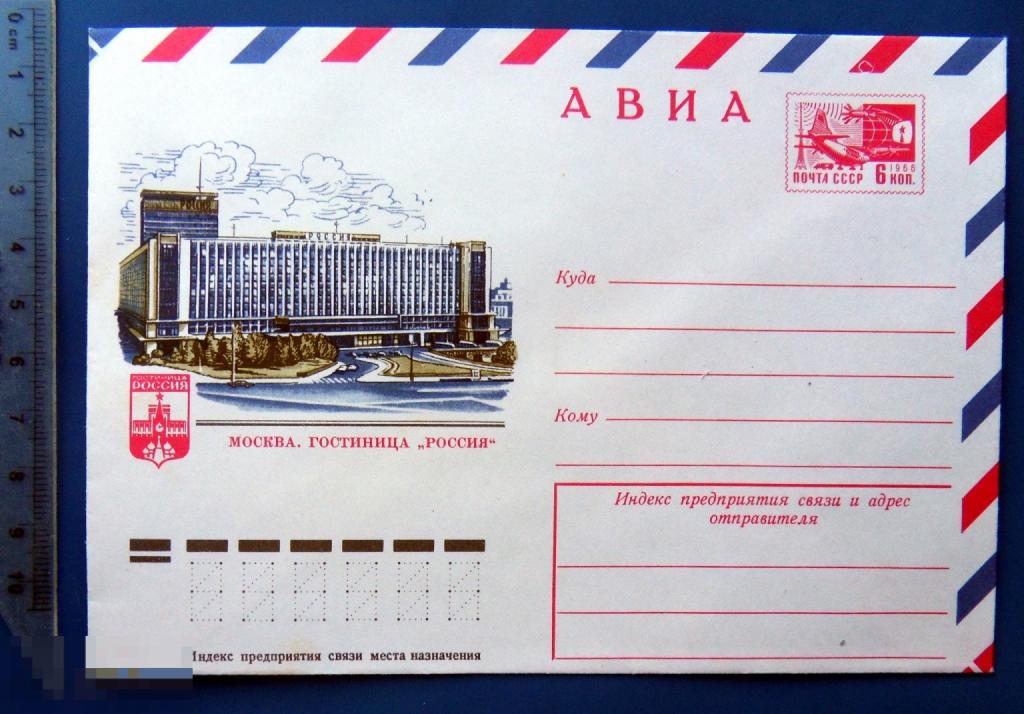 0 cm
1
2
3
4
5
6
7
8
9
10
АВИА
1966
ПОЧТА СССР 6 КОП.
РОССИЯ
РОССИЯ
Куда
ГОСТИНИЦА
РОССИЯ
Кому
МОСКВА. ГОСТИНИЦА „РОССИЯ“
Индекс предприятия связи и адрес
отправителя
Индекс предприятия связи места назначения